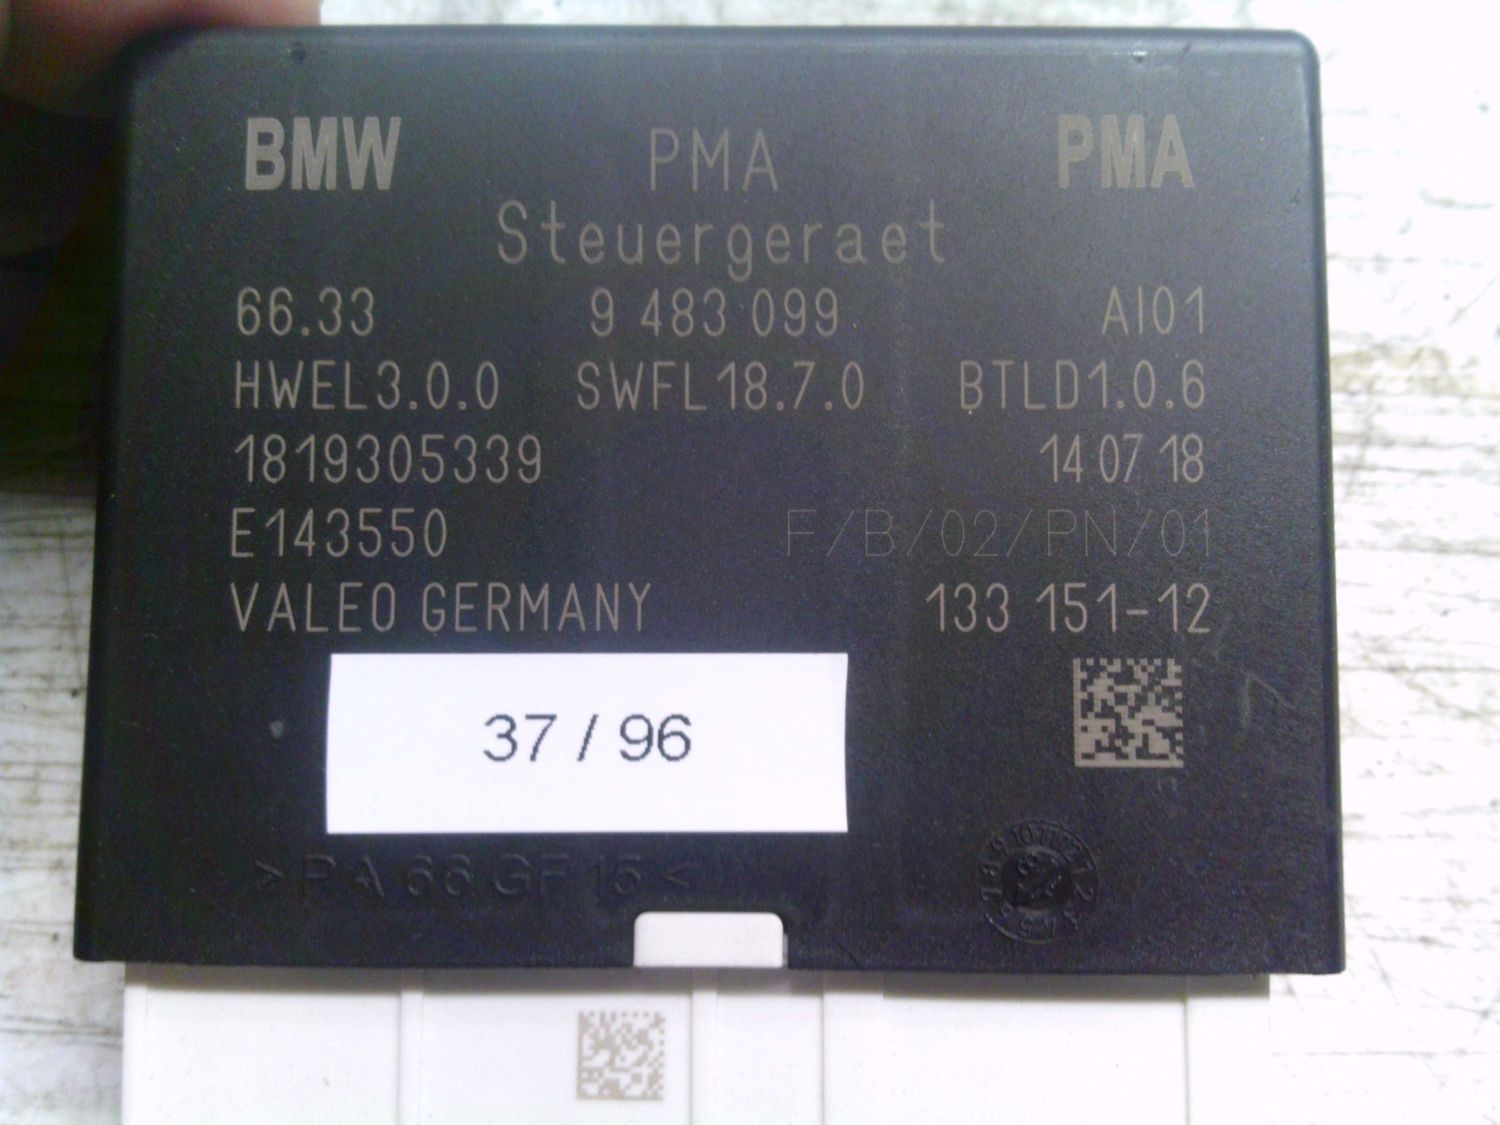 BMW PMA PMA
Steuergeraet
66.33 9 483 099 AI01
HWEL3.0.0 SWFL18.7.0 BTLD1.0.6
1819305339 14 07 18
E143550 F/B/02/PN/01
VALEO GERMANY 133 151-12
37 / 96
> PA 66 GF 15 <